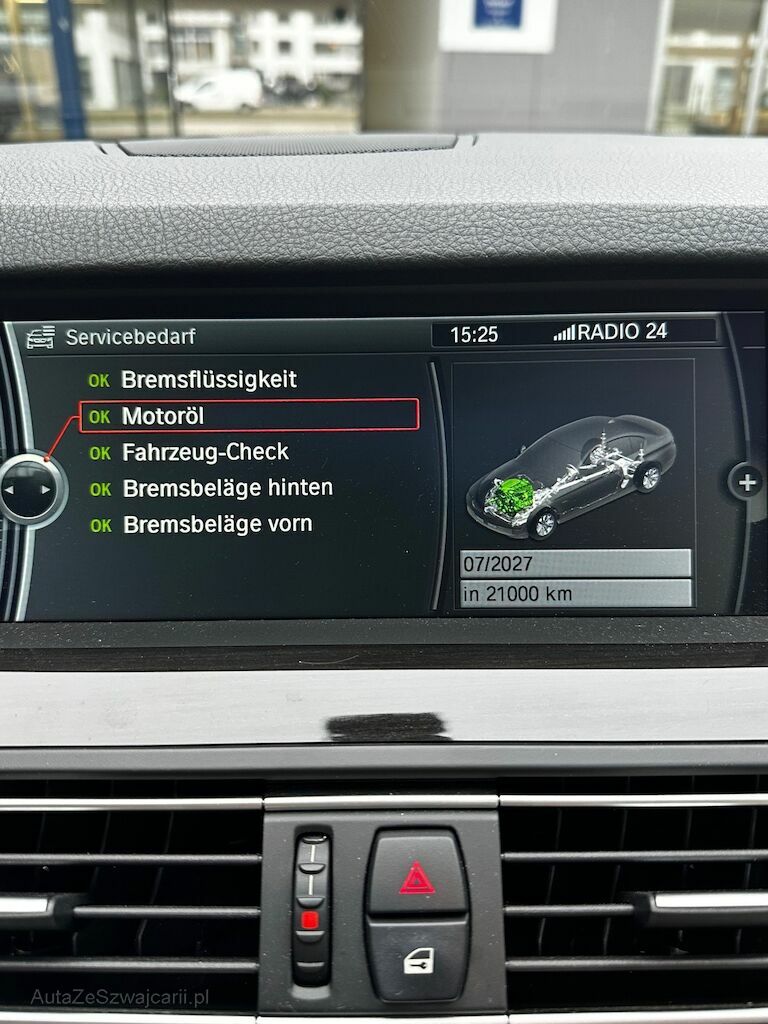 Servicebedarf
15:25
RADIO 24
OK Bremsflüssigkeit
OK Motoröl
OK Fahrzeug-Check
OK Bremsbeläge hinten
OK Bremsbeläge vorn
07/2027
in 21000 km
AutaZeSzwajcarii.pl